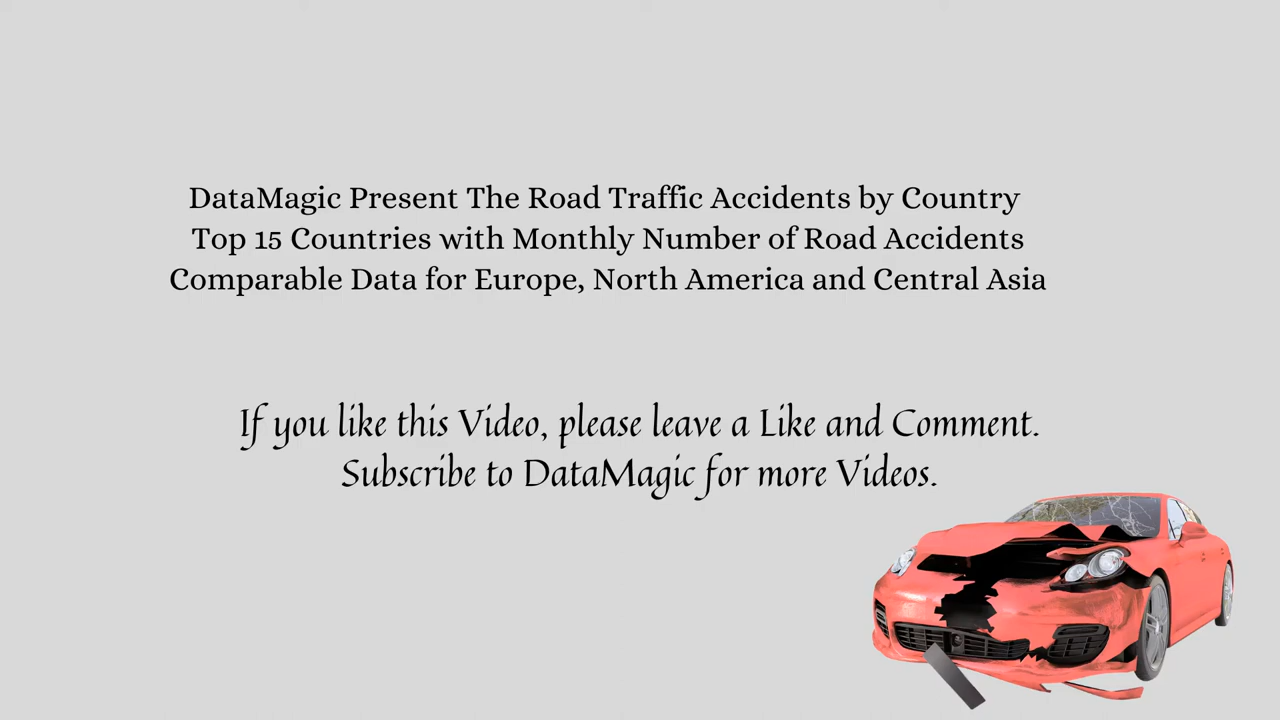 DataMagic Present The Road Traffic Accidents by Country
Top 15 Countries with Monthly Number of Road Accidents
Comparable Data for Europe, North America and Central Asia
If you like this Video, please leave a Like and Comment.
Subscribe to DataMagic for more Videos.